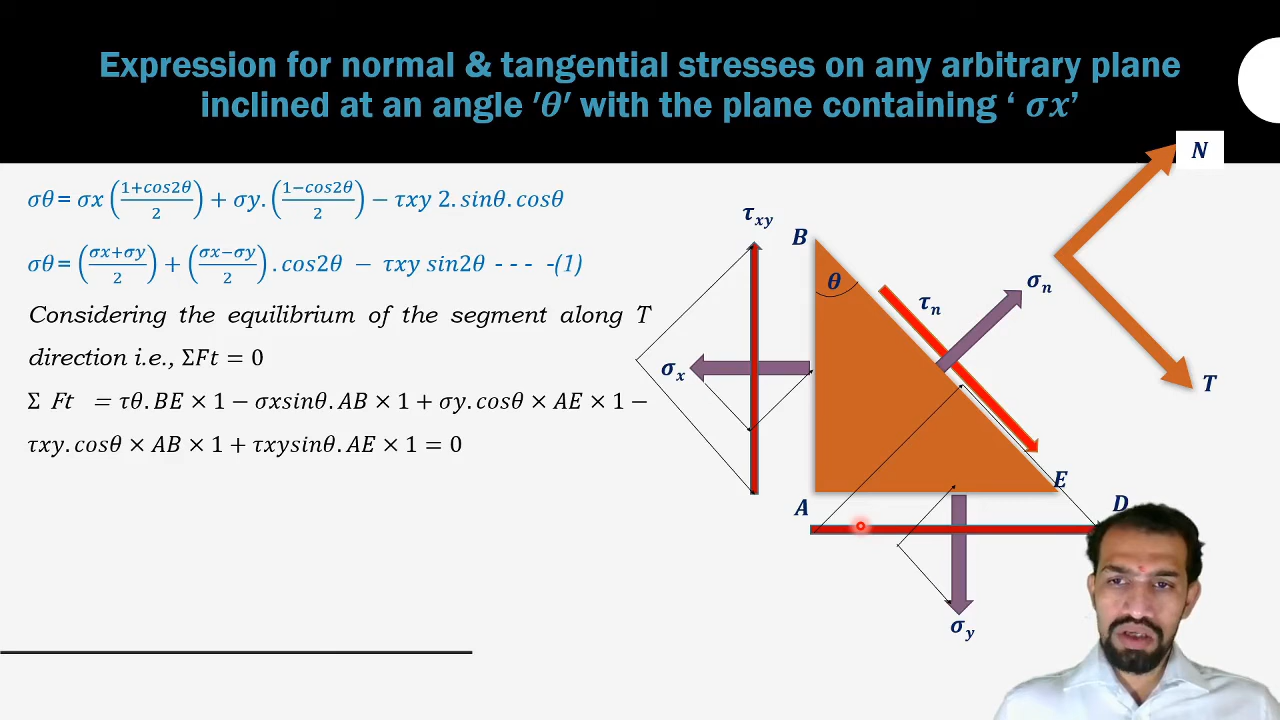 Expression for normal & tangential stresses on any arbitrary plane
inclined at an angle ′θ′ with the plane containing ‘ σx’
N
σθ= σx ((1+cos2θ)/2) + σy. ((1−cos2θ)/2) − τxy 2. sinθ. cosθ
σθ= ((σx+σy)/2) + ((σx−σy)/2) . cos2θ − τxy sin2θ - - - -(1)
Considering the equilibrium of the segment along T
direction i.e., ΣFt = 0
Σ Ft = τθ. BE × 1 − σxsinθ. AB × 1 + σy. cosθ × AE × 1 −
τxy. cosθ × AB × 1 + τxysinθ. AE × 1 = 0
τxy
B
θ
τn
σn
σx
T
A
E
D
σy